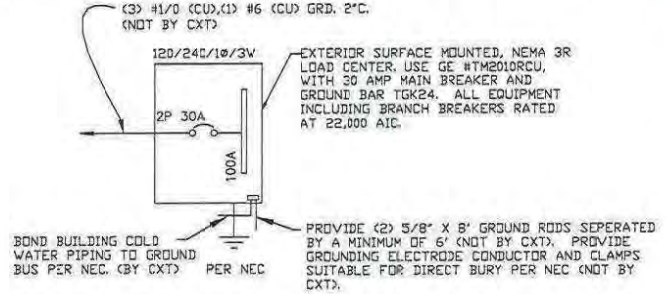 (3) #1/0 (CU),(1) #6 (CU) GRD. 2"C.
(NOT BY CXT)
120/240/1Ø/3W
EXTERIOR SURFACE MOUNTED, NEMA 3R
LOAD CENTER. USE GE #TM2010RCU,
WITH 30 AMP MAIN BREAKER AND
GROUND BAR TGK24. ALL EQUIPMENT
INCLUDING BRANCH BREAKERS RATED
AT 22,000 AIC.
2P 30A
100A
BOND BUILDING COLD
WATER PIPING TO GROUND
BUS PER NEC. (BY CXT)
PER NEC
PROVIDE (2) 5/8" X 8' GROUND RODS SEPERATED
BY A MINIMUM OF 6' (NOT BY CXT). PROVIDE
GROUNDING ELECTRODE CONDUCTOR AND CLAMPS
SUITABLE FOR DIRECT BURY PER NEC (NOT BY
CXT).